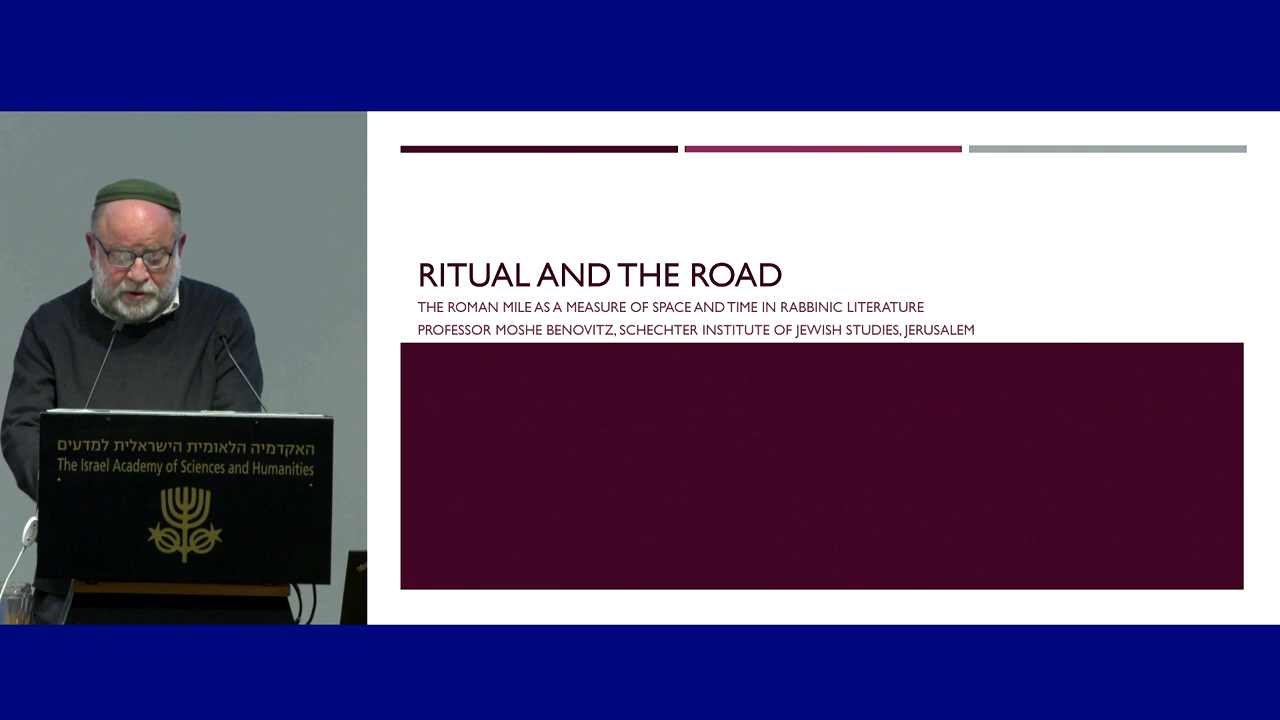 האקדמיה הלאומית הישראלית למדעים
The Israel Academy of Sciences and Humanities
RITUAL AND THE ROAD
THE ROMAN MILE AS A MEASURE OF SPACE AND TIME IN RABBINIC LITERATURE
PROFESSOR MOSHE BENOVITZ, SCHECHTER INSTITUTE OF JEWISH STUDIES, JERUSALEM